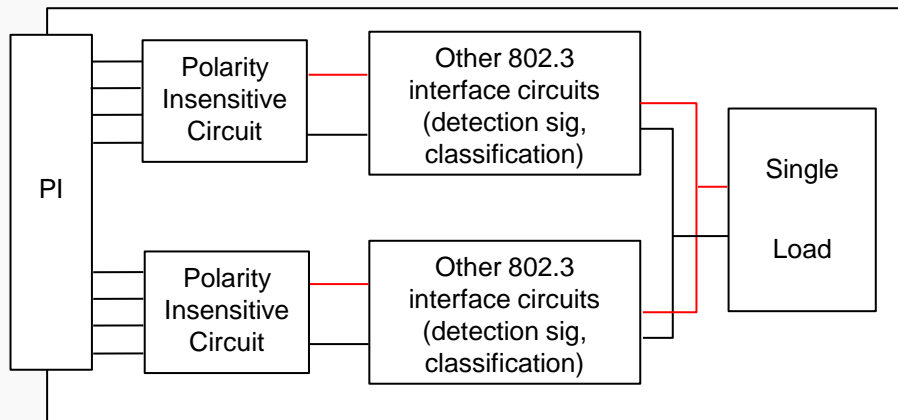 PI
Polarity
Insensitive
Circuit
Other 802.3
interface circuits
(detection sig,
classification)
Polarity
Insensitive
Circuit
Other 802.3
interface circuits
(detection sig,
classification)
Single
Load